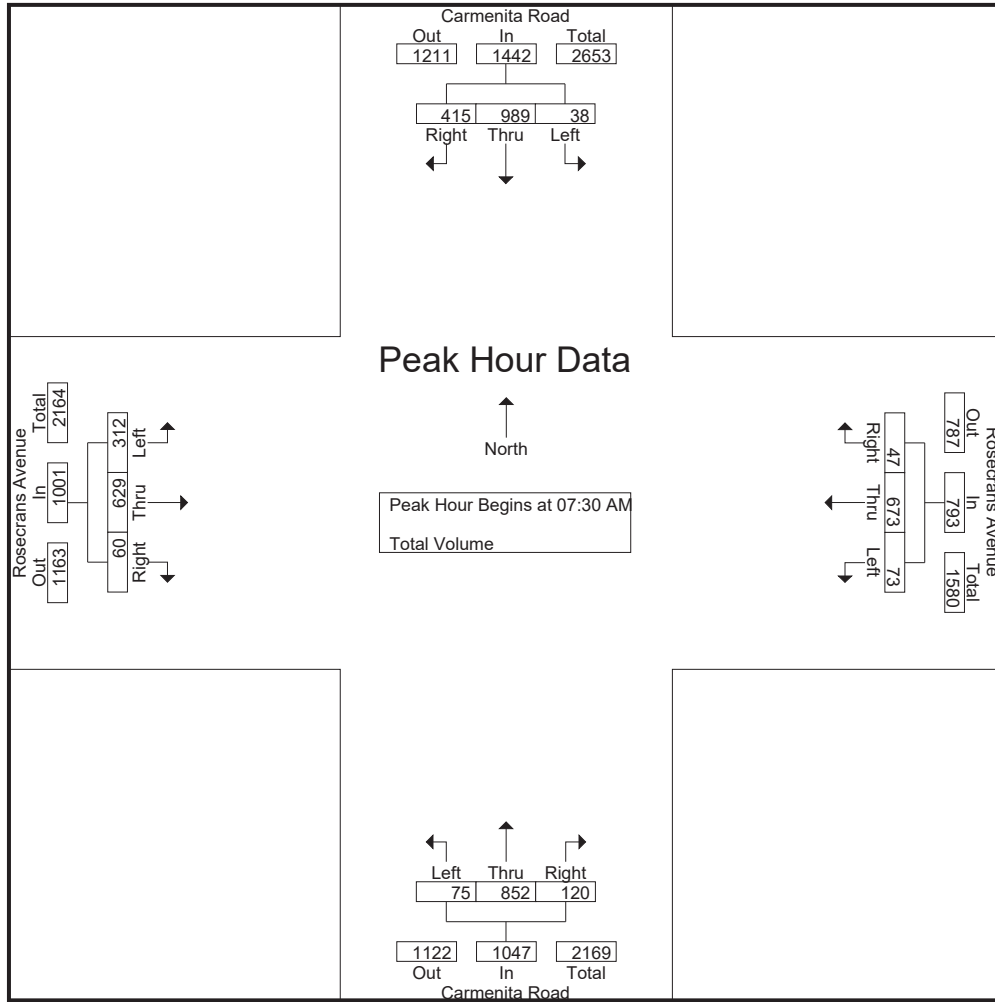 Carmenita Road
Out In Total
1211 1442 2653
415 989 38
Right Thru Left
Peak Hour Data
North
Peak Hour Begins at 07:30 AM
Total Volume
Rosecrans Avenue
Total In Out
2164 1001 1163
312 629 60
Left Thru Right
Rosecrans Avenue
Out In Total
787 793 1580
47 673 73
Right Thru Left
Left Thru Right
75 852 120
1122 1047 2169
Out In Total
Carmenita Road